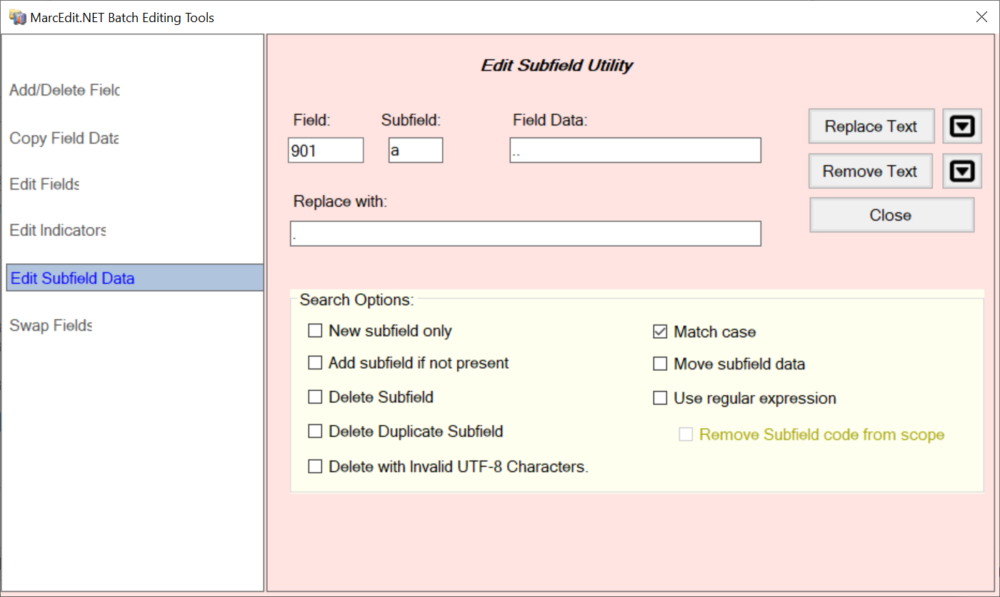 MarcEdit.NET Batch Editing Tools
Add/Delete Field
Copy Field Data
Edit Fields
Edit Indicators
Edit Subfield Data
Swap Fields
Edit Subfield Utility
Field: Subfield: Field Data:
901 a ..
Replace with:
.
Replace Text
Remove Text
Close
Search Options:
New subfield only
Add subfield if not present
Delete Subfield
Delete Duplicate Subfield
Delete with Invalid UTF-8 Characters.
Match case
Move subfield data
Use regular expression
Remove Subfield code from scope